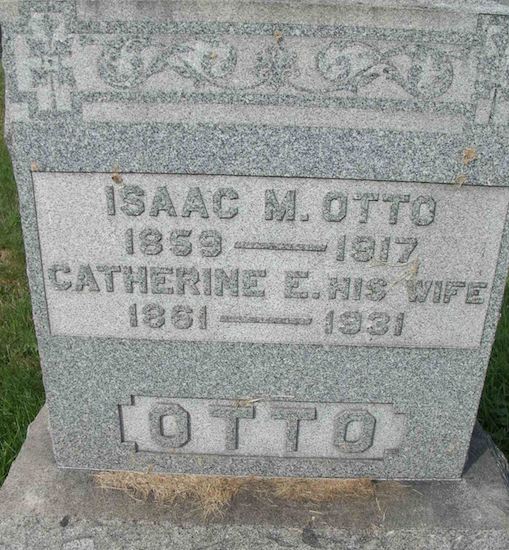 ISAAC M. OTTO
1859 — 1917
CATHERINE E. HIS WIFE
1861 — 1931
OTTO